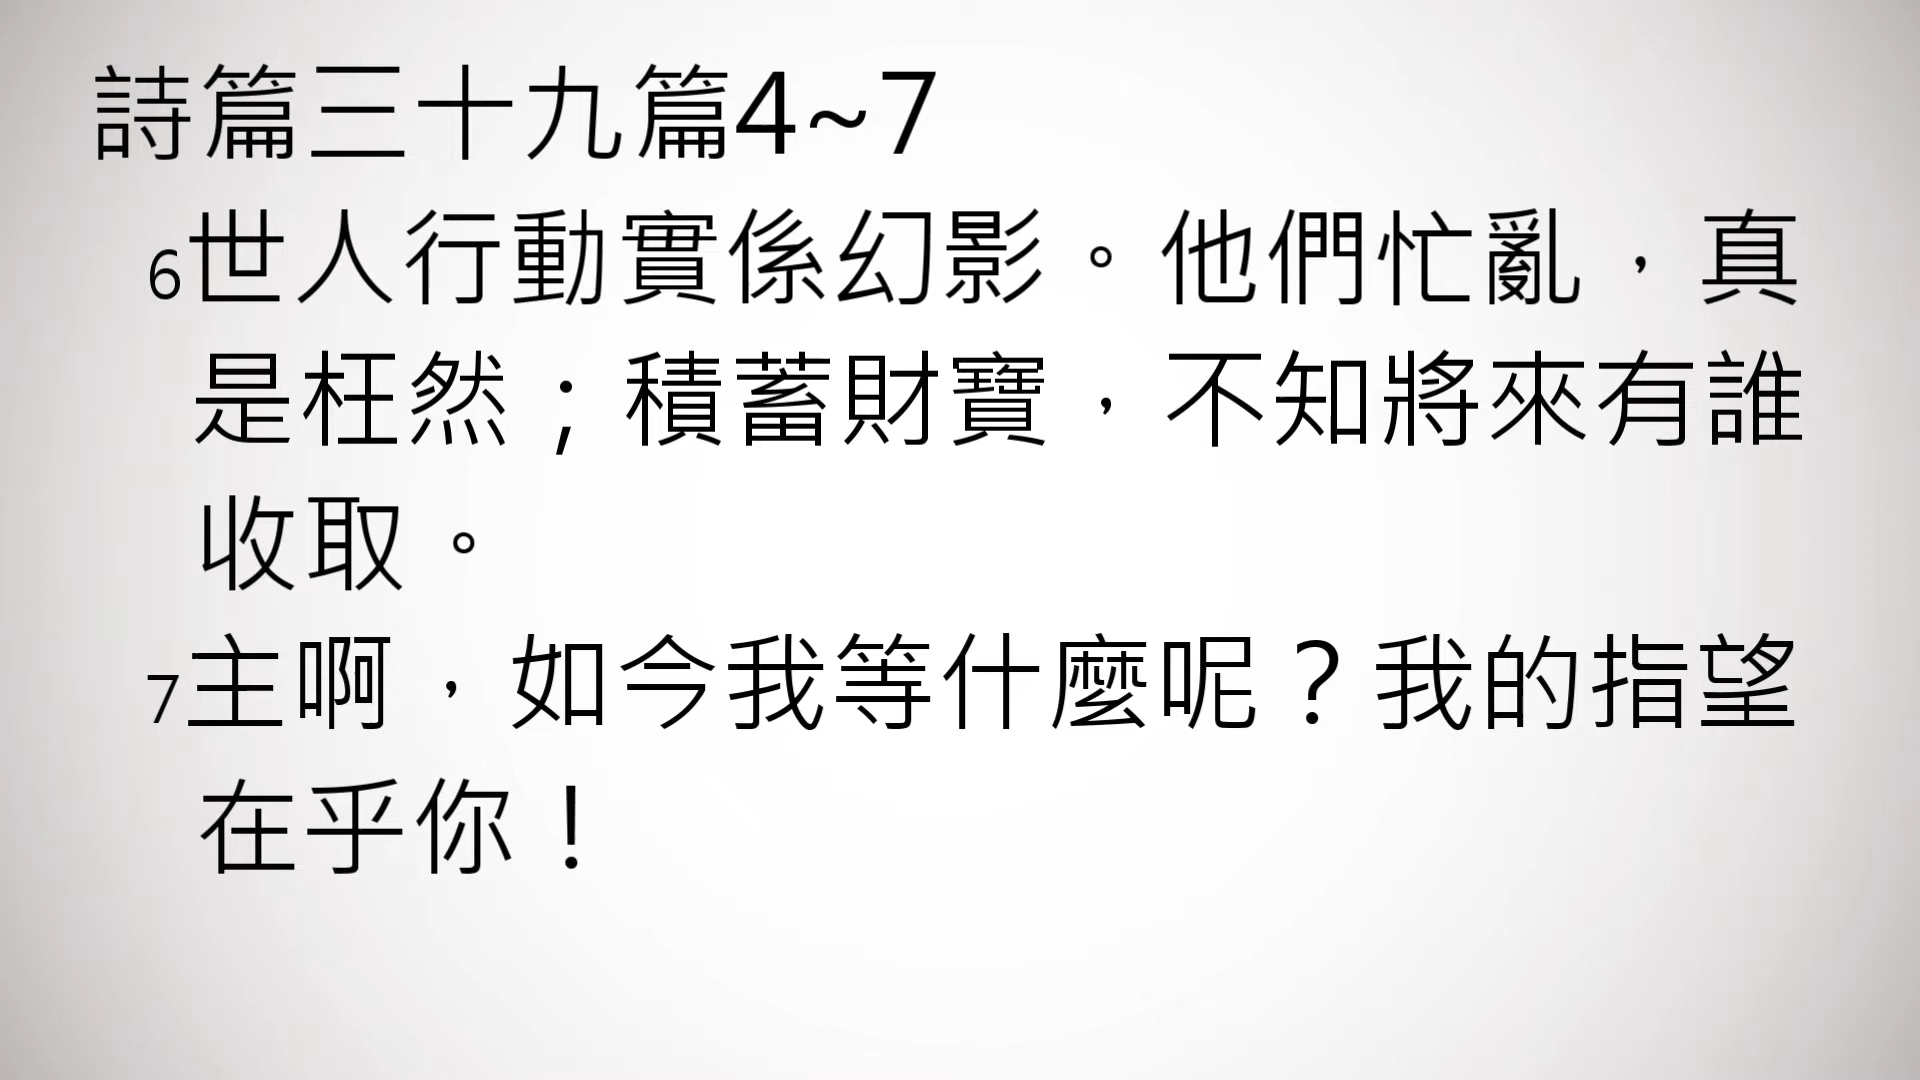 詩篇三十九篇4~7
6世人行動實係幻影。他們忙亂，真
是枉然；積蓄財寶，不知將來有誰
收取。
7主啊，如今我等什麼呢？我的指望
在乎你！